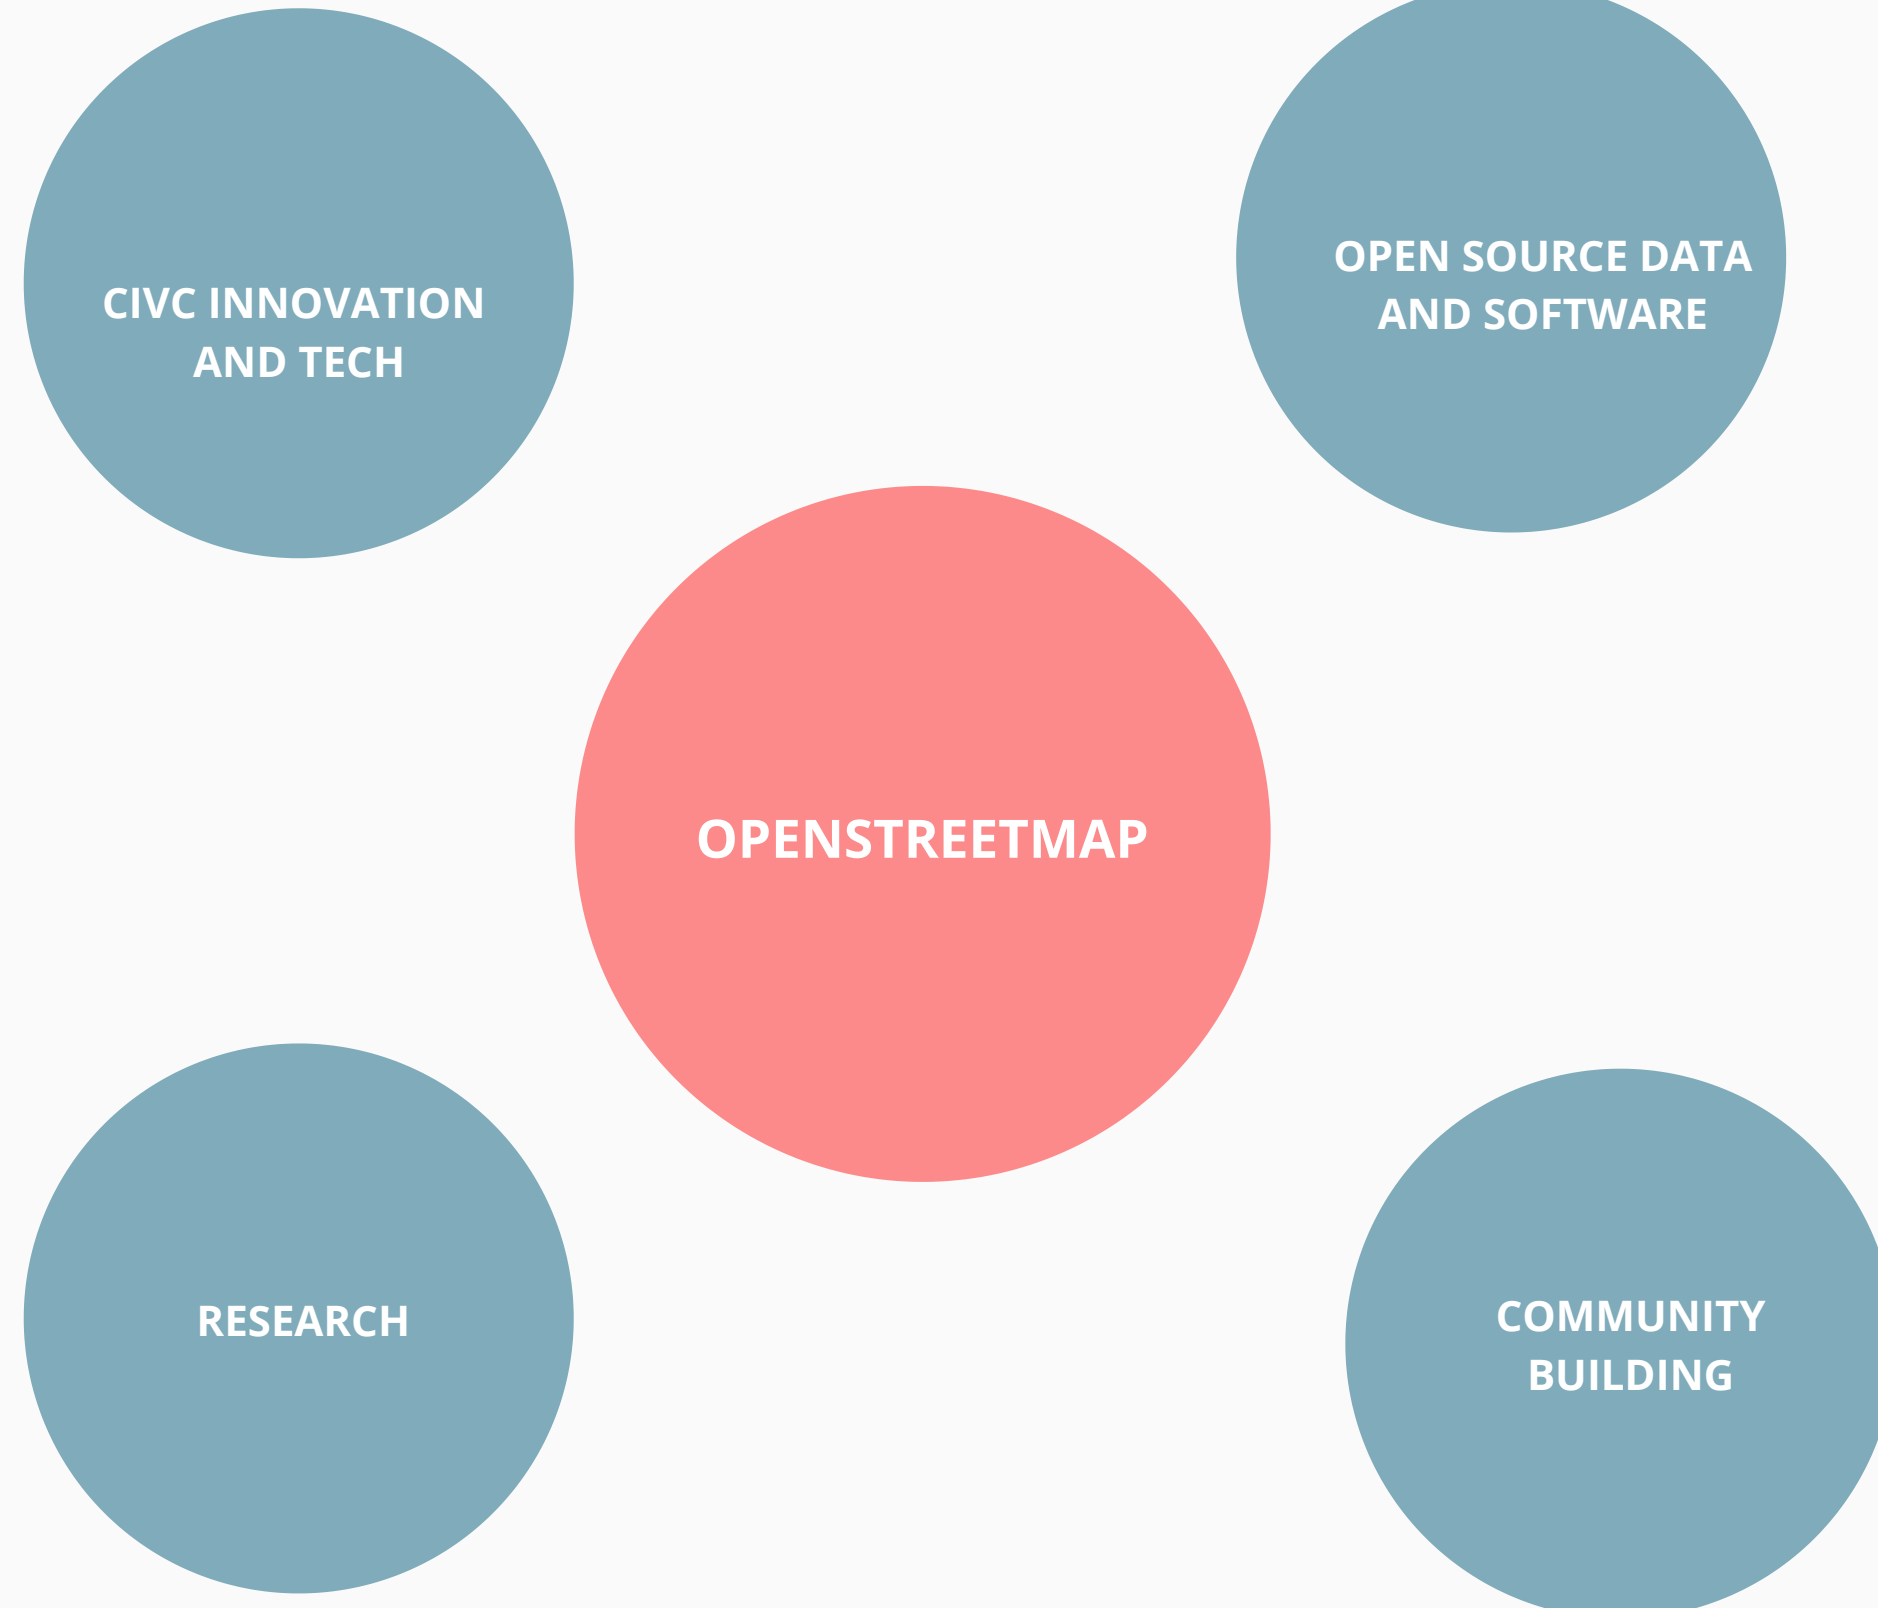 CIVC INNOVATION
AND TECH
OPEN SOURCE DATA
AND SOFTWARE
OPENSTREETMAP
RESEARCH
COMMUNITY
BUILDING